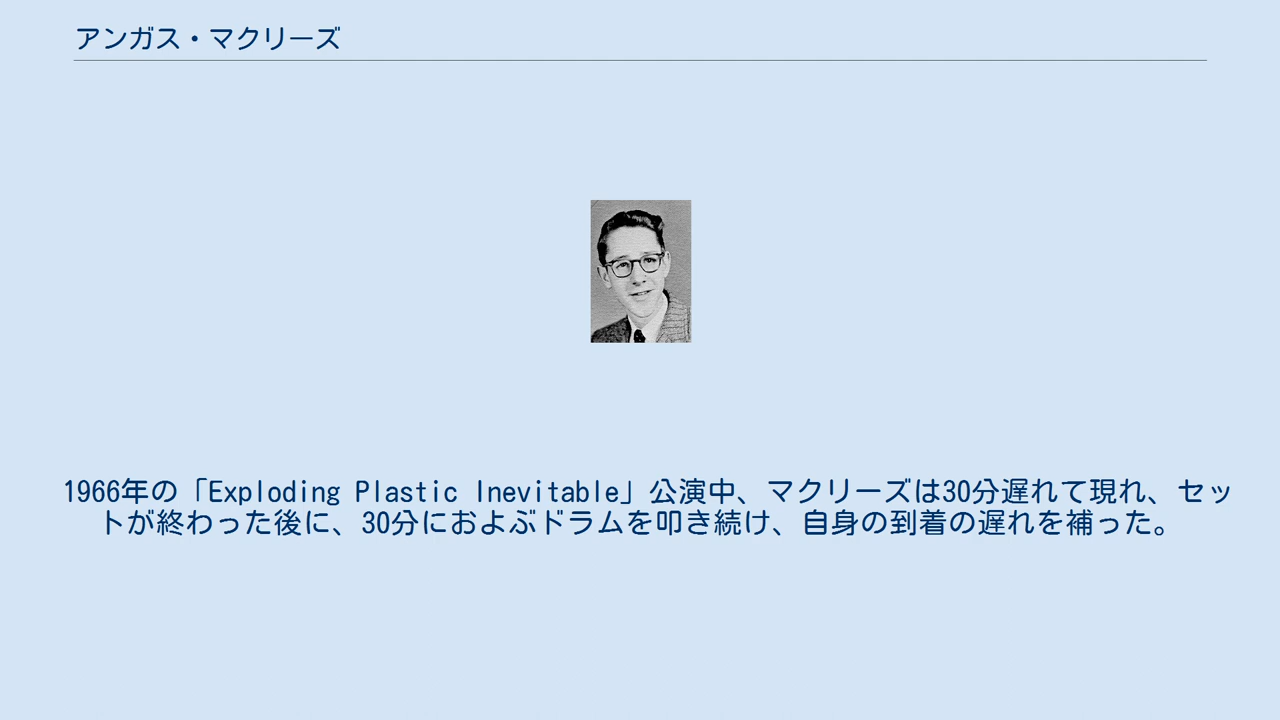 アンガス・マクリーズ
1966年の「Exploding Plastic Inevitable」公演中、マクリーズは30分遅れて現れ、セッ
トが終わった後に、30分におよぶドラムを叩き続け、自身の到着の遅れを補った。